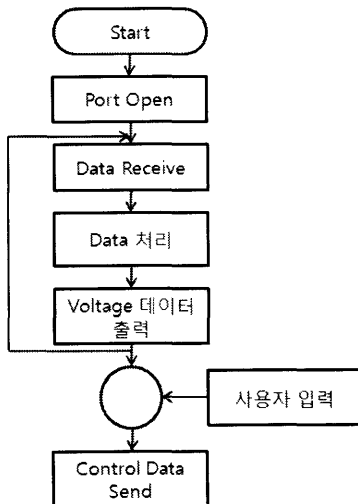 Start
Port Open
Data Receive
Data 처리
Voltage 데이터
출력
사용자 입력
Control Data
Send